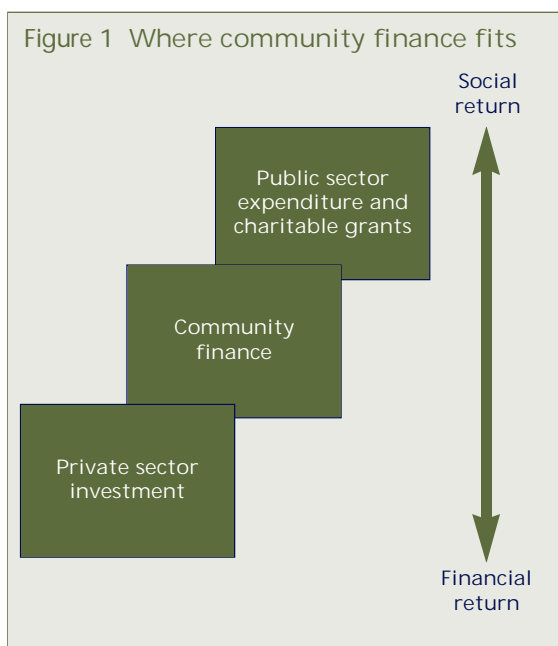 Figure 1 Where community finance fits
Social
return
Public sector
expenditure and
charitable grants
Community
finance
Private sector
investment
Financial
return